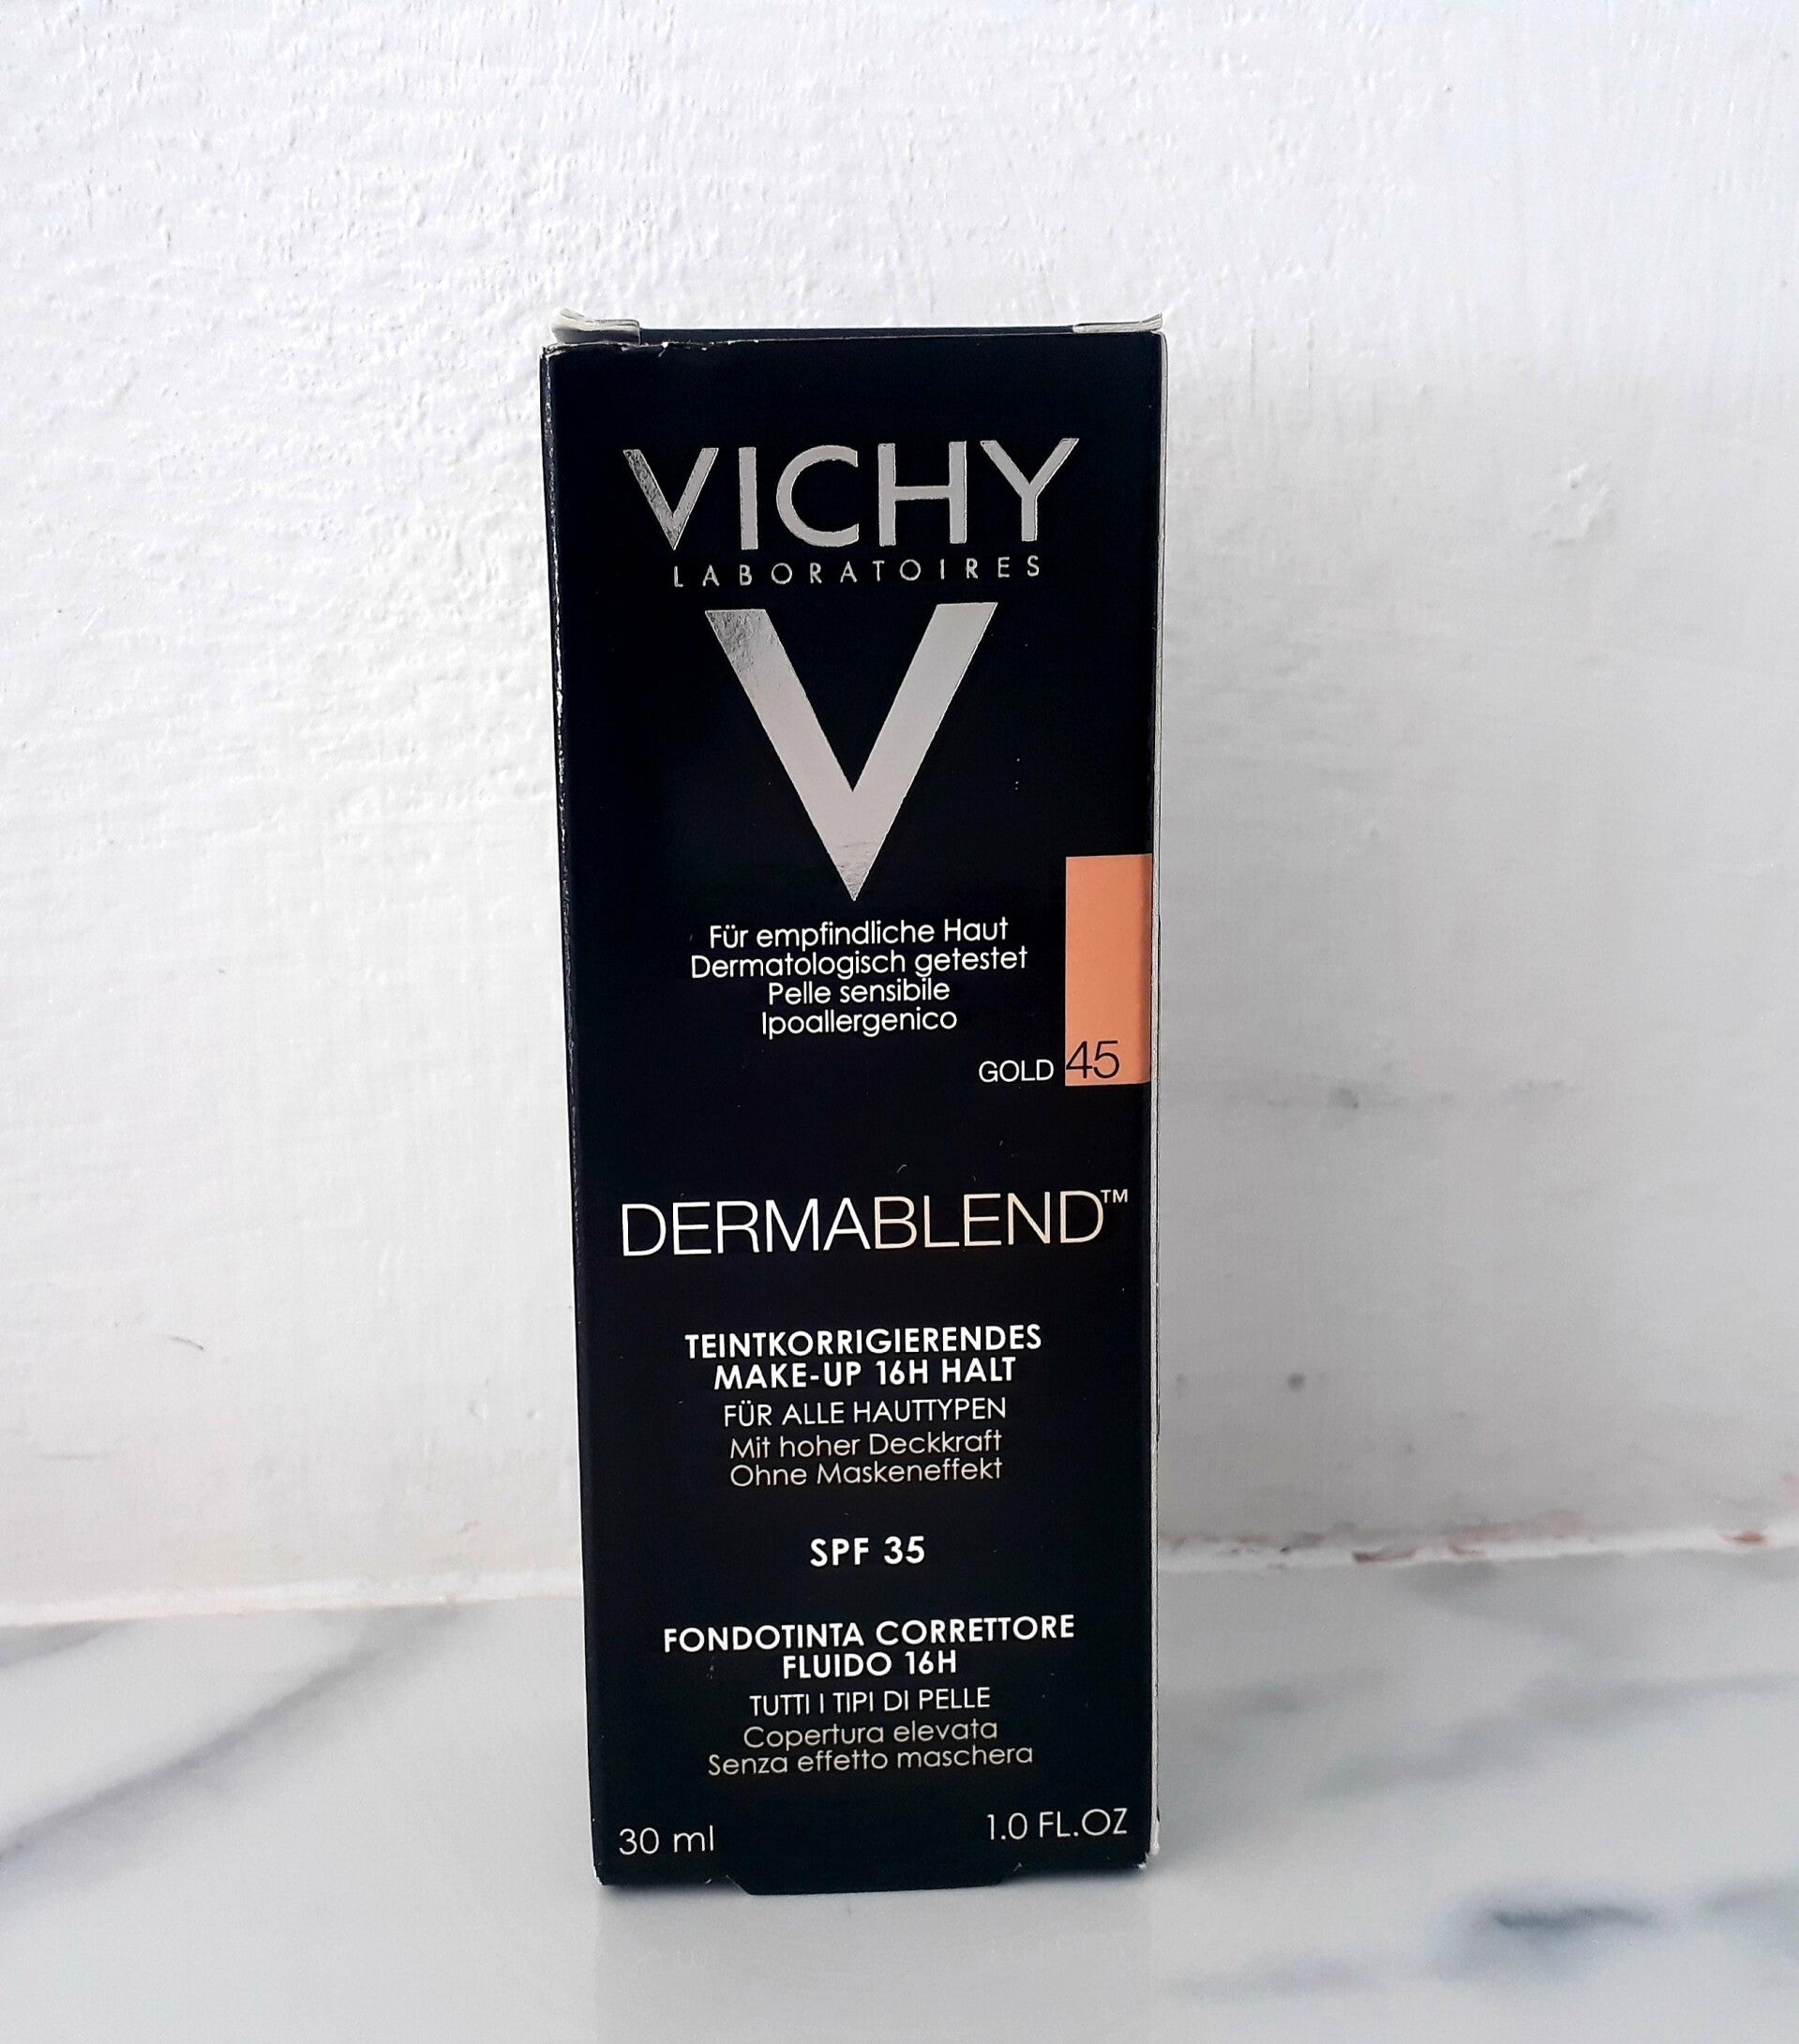 VICHY
LABORATOIRES
V
Für empfindliche Haut
Dermatologisch getestet
Pelle sensibile
Ipoallergenico
GOLD 45
DERMABLEND™
TEINTKORRIGIERENDES
MAKE-UP 16H HALT
FÜR ALLE HAUTTYPEN
Mit hoher Deckkraft
Ohne Maskeneffekt
SPF 35
FONDOTINTA CORRETTORE
FLUIDO 16H
TUTTI I TIPI DI PELLE
Copertura elevata
Senza effetto maschera
30 ml 1.0 FL.OZ